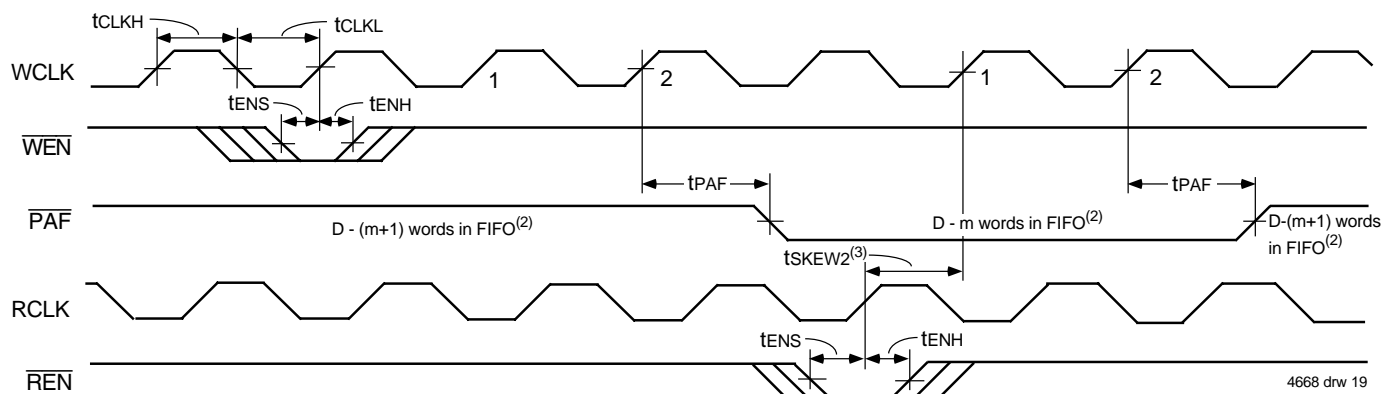 tCLKH
tCLKL
WCLK
1
2
1
2
tENS
tENH
WEN
tPAF
tPAF
PAF
D - (m+1) words in FIFO(2)
D - m words in FIFO(2)
D-(m+1) words
in FIFO(2)
tSKEW2(3)
RCLK
tENS
tENH
REN
4668 drw 19